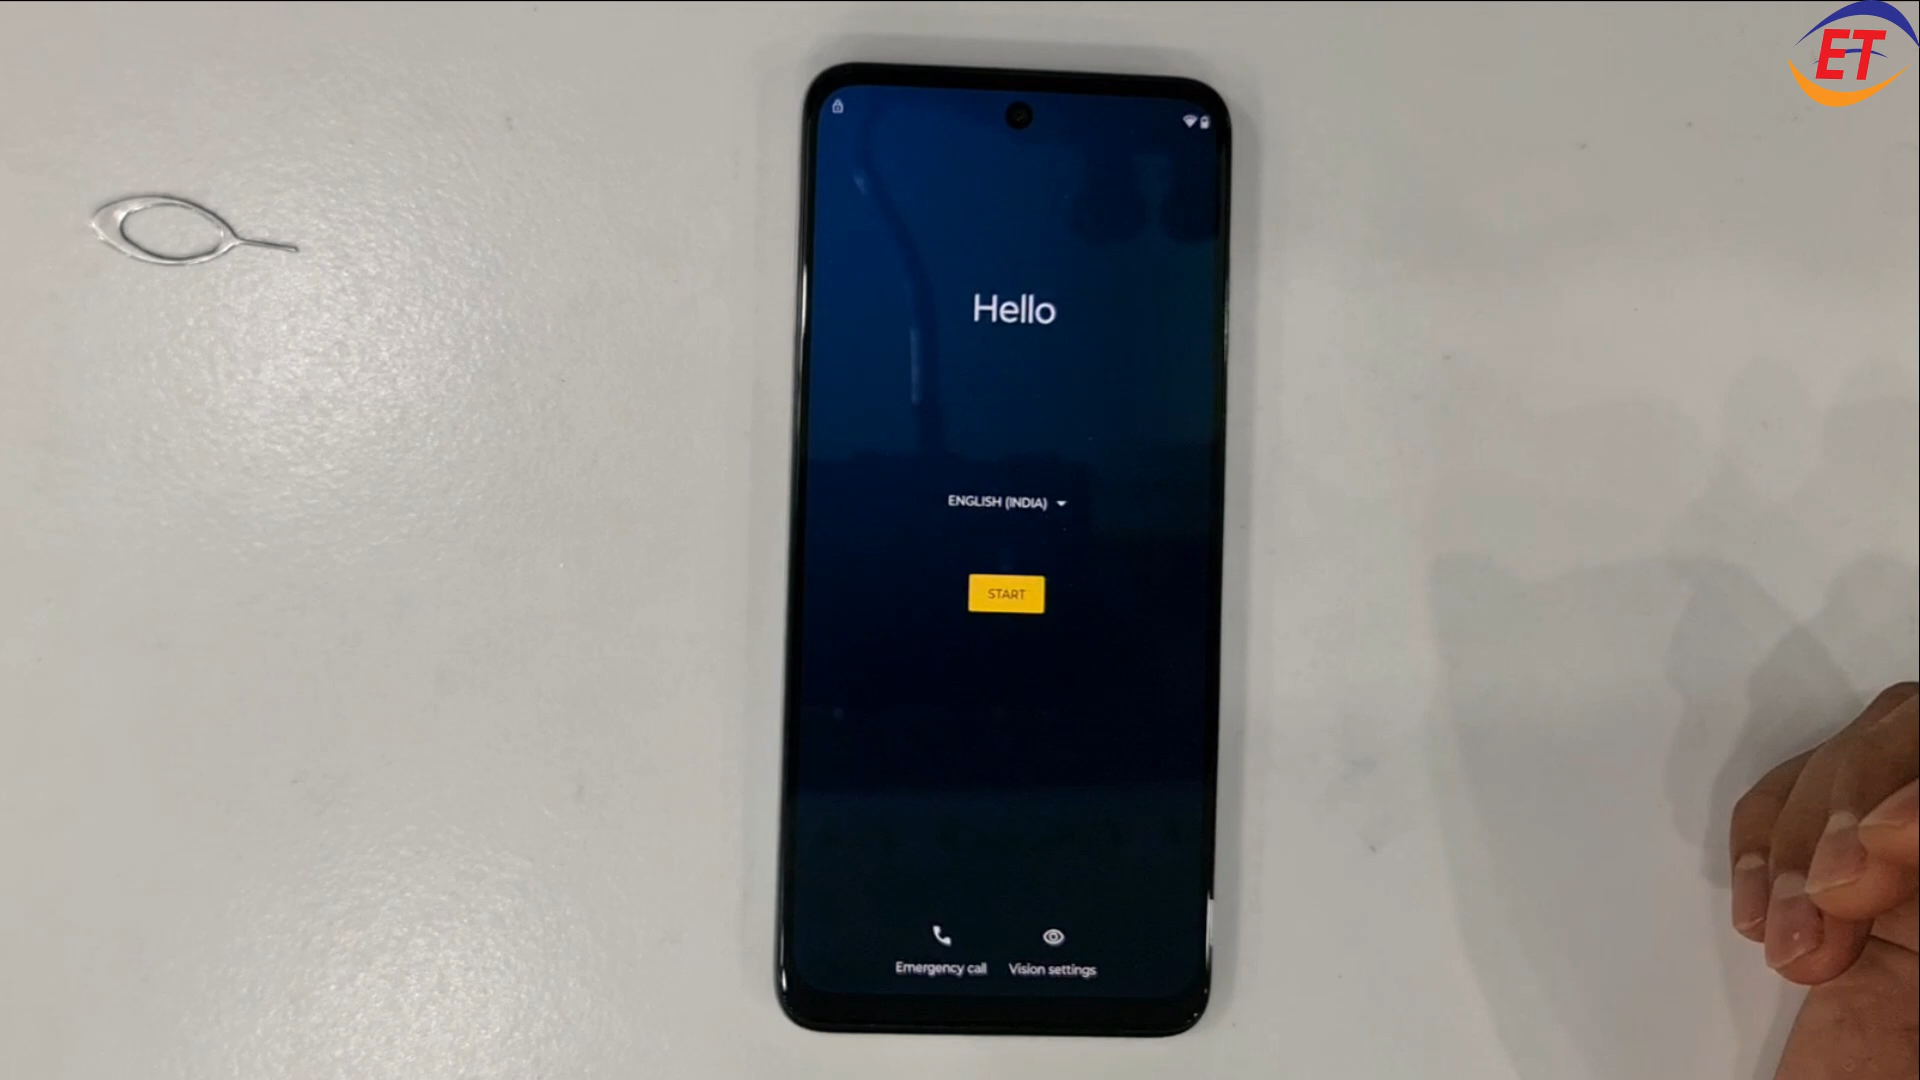 ET
Hello
ENGLISH (INDIA)
START
Emergency call
Vision settings